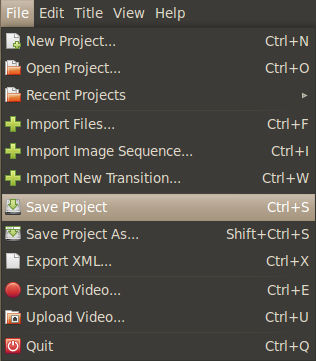 File Edit Title View Help
New Project... Ctrl+N
Open Project... Ctrl+O
Recent Projects
Import Files... Ctrl+F
Import Image Sequence... Ctrl+I
Import New Transition... Ctrl+W
Save Project Ctrl+S
Save Project As... Shift+Ctrl+S
Export XML... Ctrl+X
Export Video... Ctrl+E
Upload Video... Ctrl+U
Quit Ctrl+Q